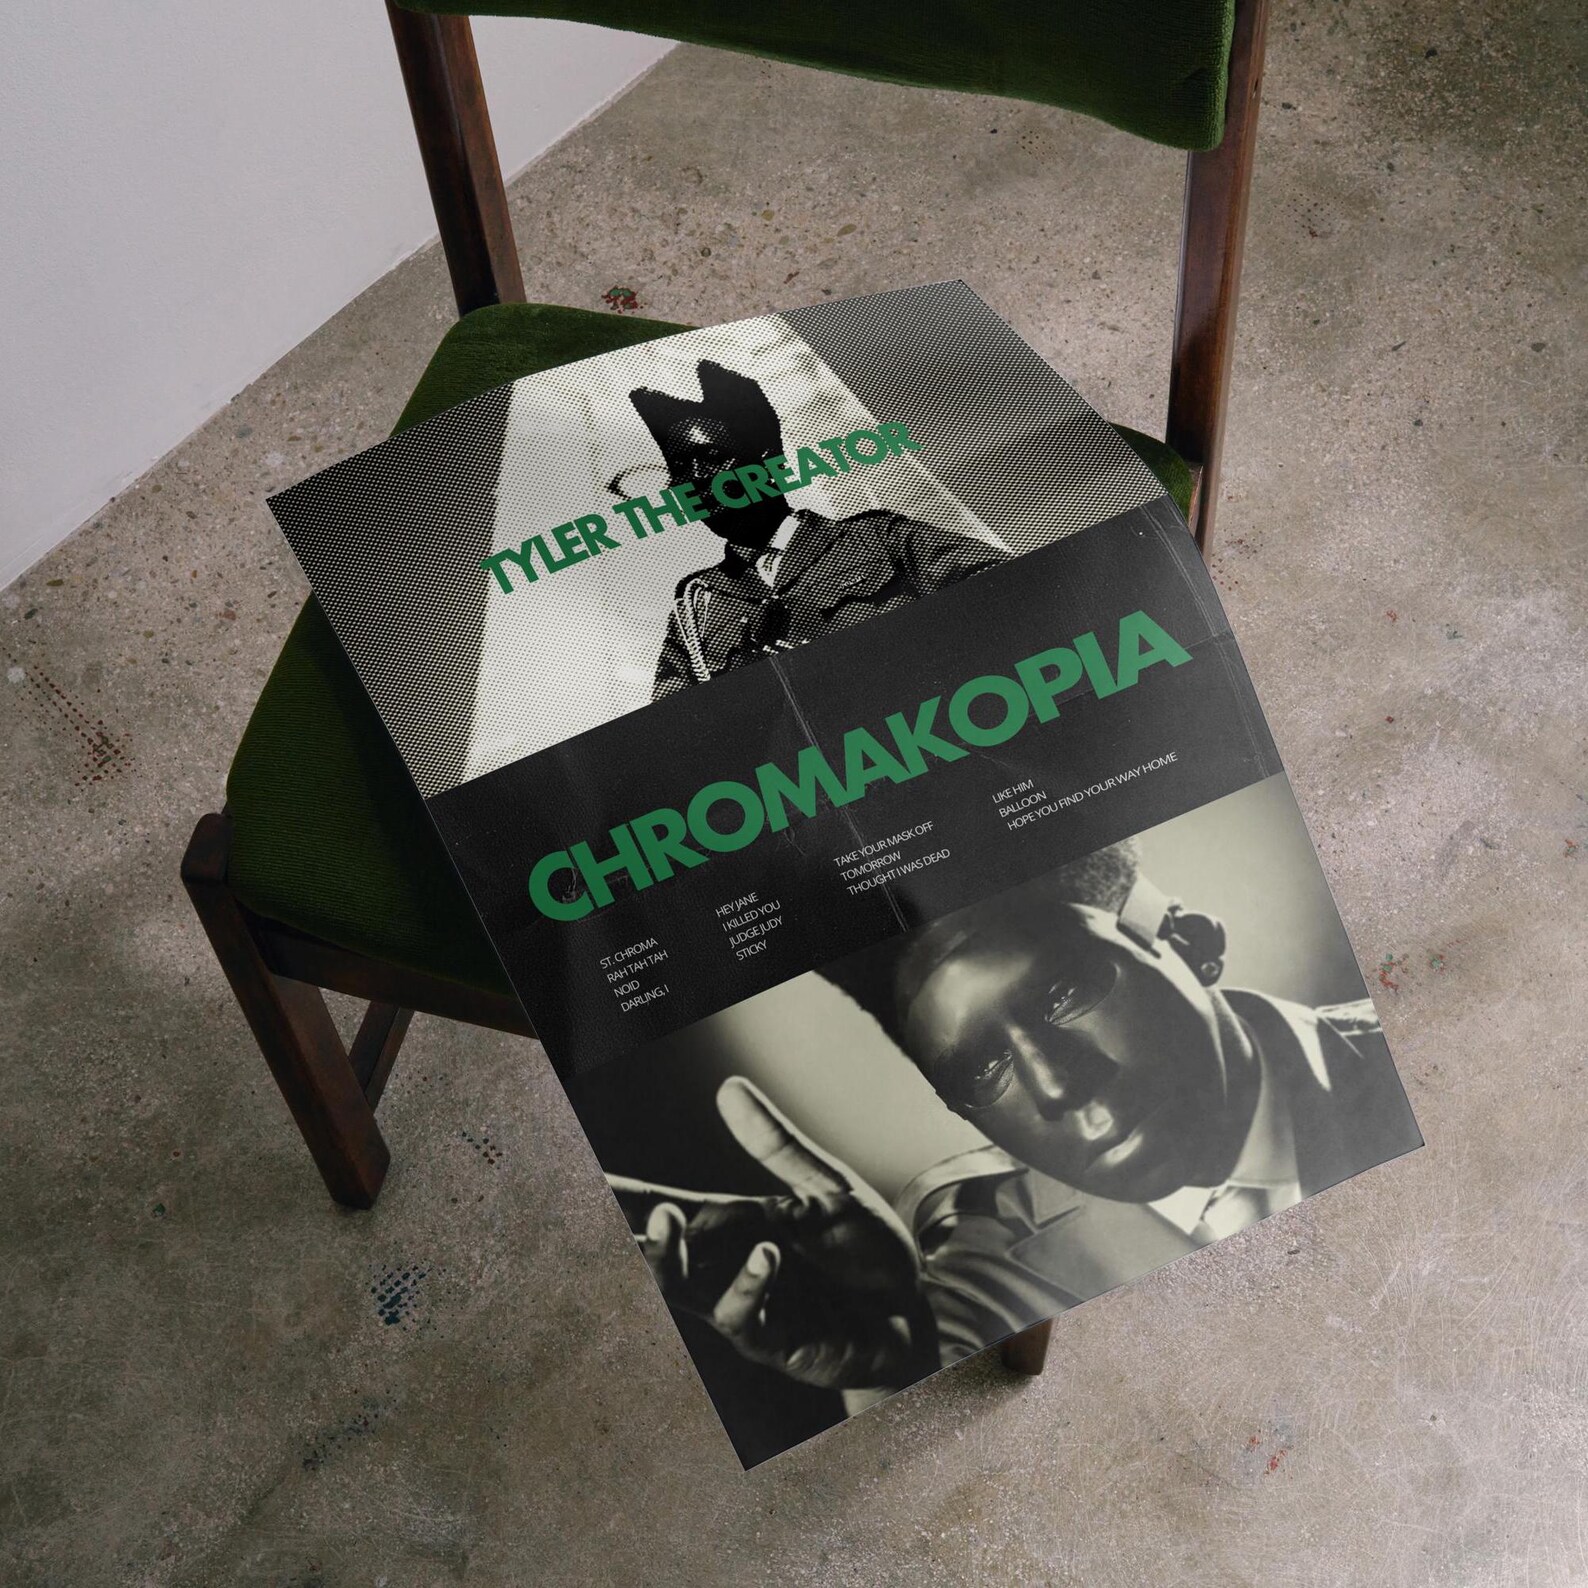 TYLER THE CREATOR
CHROMAKOPIA
ST. CHROMA
RAH TAH TAH
NOID
DARLING, I
HEY JANE
I KILLED YOU
JUDGE JUDY
STICKY
TAKE YOUR MASK OFF
TOMORROW
THOUGHT I WAS DEAD
LIKE HIM
BALLOON
HOPE YOU FIND YOUR WAY HOME